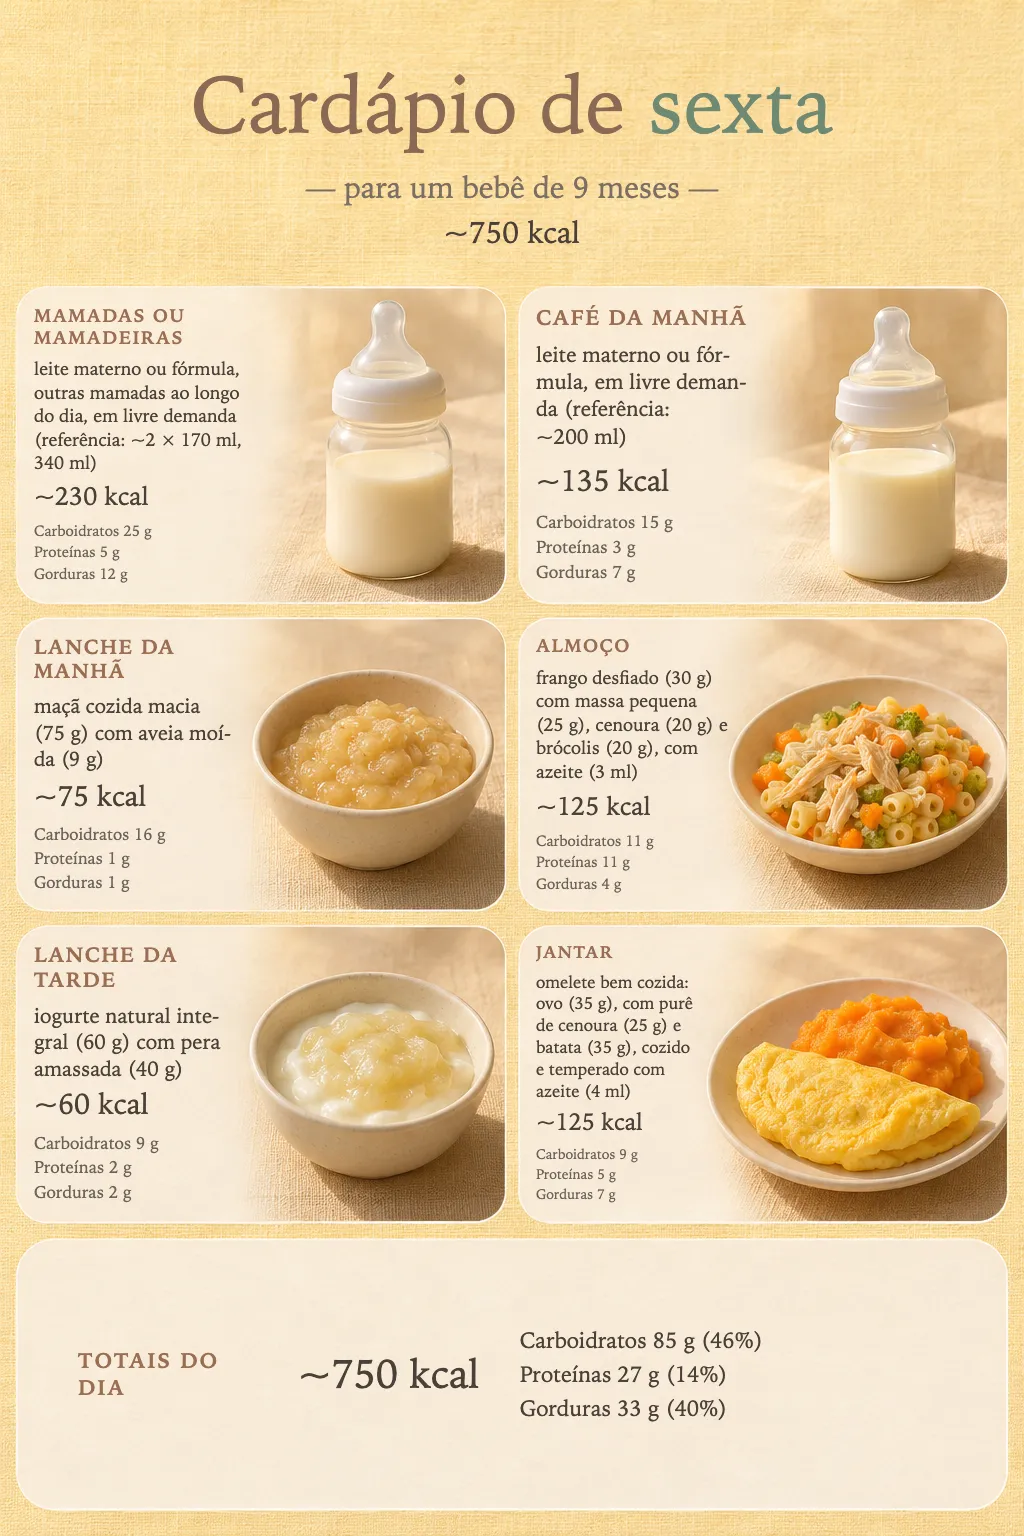 Cardápio de sexta
— para um bebê de 9 meses —
~750 kcal
MAMADAS OU
MAMADEIRAS
leite materno ou fórmula,
outras mamadas ao longo
do dia, em livre demanda
(referência: ~2 × 170 ml,
340 ml)
~230 kcal
Carboidratos 25 g
Proteínas 5 g
Gorduras 12 g
CAFÉ DA MANHÃ
leite materno ou fór-
mula, em livre deman-
da (referência:
~200 ml)
~135 kcal
Carboidratos 15 g
Proteínas 3 g
Gorduras 7 g
LANCHE DA
MANHÃ
maçã cozida macia
(75 g) com aveia moí-
da (9 g)
~75 kcal
Carboidratos 16 g
Proteínas 1 g
Gorduras 1 g
ALMOÇO
frango desfiado (30 g)
com massa pequena
(25 g), cenoura (20 g) e
brócolis (20 g), com
azeite (3 ml)
~125 kcal
Carboidratos 11 g
Proteínas 11 g
Gorduras 4 g
LANCHE DA
TARDE
iogurte natural inte-
gral (60 g) com pera
amassada (40 g)
~60 kcal
Carboidratos 9 g
Proteínas 2 g
Gorduras 2 g
JANTAR
omelete bem cozida:
ovo (35 g), com purê
de cenoura (25 g) e
batata (35 g), cozido
e temperado com
azeite (4 ml)
~125 kcal
Carboidratos 9 g
Proteínas 5 g
Gorduras 7 g
TOTAIS DO
DIA
~750 kcal
Carboidratos 85 g (46%)
Proteínas 27 g (14%)
Gorduras 33 g (40%)